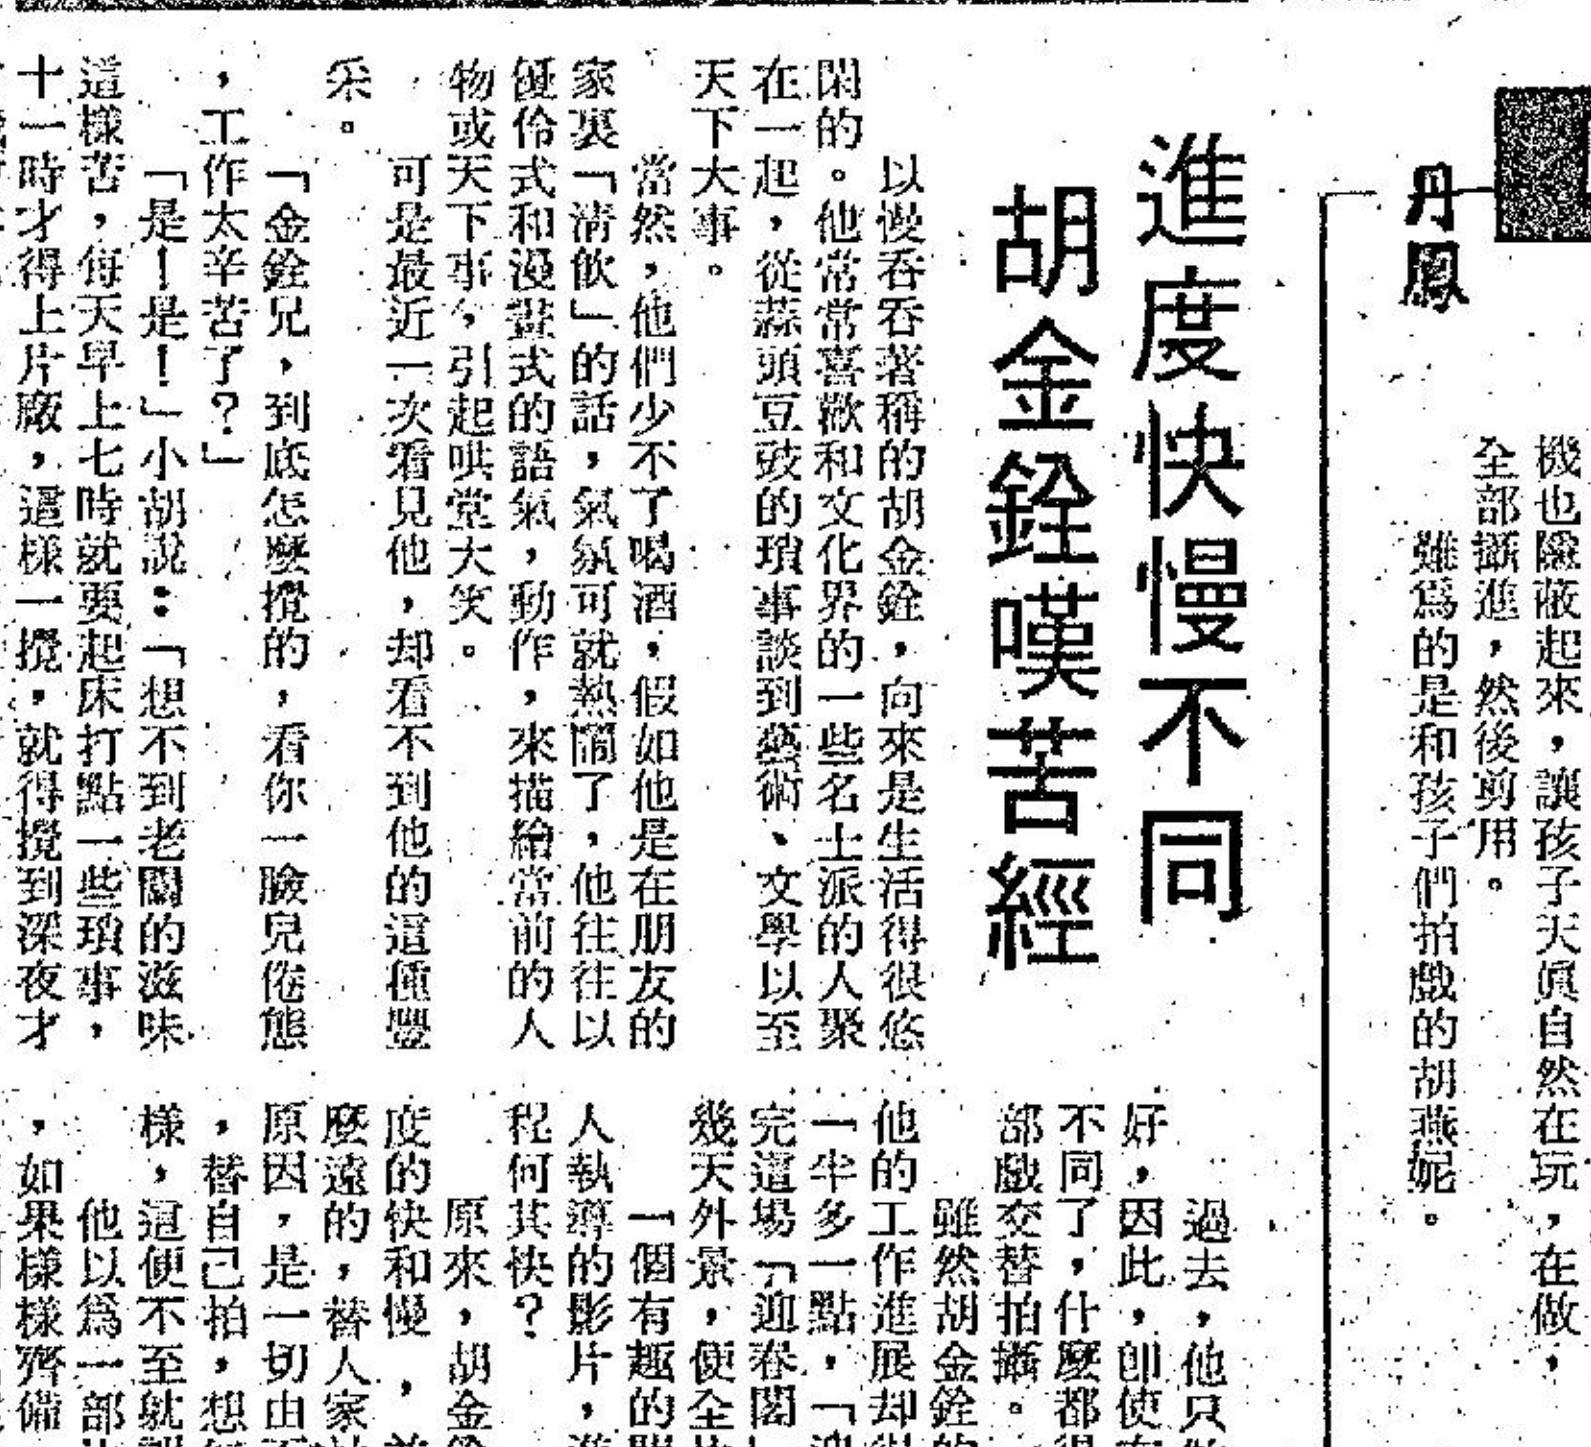 機也隱蔽起來，讓孩子天眞自然在玩，在做，
全部攝進，然後剪用。
難爲的是和孩子們拍戲的胡燕妮。
丹鳳
進度快慢不同
胡金銓嘆苦經
以慢吞吞著稱的胡金銓，向來是生活得很悠
閑的。他常常喜歡和文化界的一些名士派的人聚
在一起，從蒜頭豆豉的瑣事談到藝術、文學以至
天下大事。
當然，他們少不了喝酒，假如他是在朋友的
家裏「清飲」的話，氣氛可就熱鬧了，他往往以
優伶式和漫畫式的語氣，動作，來描繪當前的人
物或天下事，引起哄堂大笑。
可是最近一次看見他，却看不到他的這種豐
采。
「金銓兄，到底怎麼攪的，看你一臉兒倦態
，工作太辛苦了？」
「是！是！」小胡說：「想不到老闆的滋味
這樣苦，每天早上七時就要起床打點一些瑣事，
十一時才得上片廠，這樣一攪，就得攪到深夜才
過去，他只
好，因此，卽使
不同了，什麼都得
部戲交替拍攝。
雖然胡金銓的
他的工作進展却
一半多一點，「迎
完這場「迎春閣
幾天外景，便全
一個有趣的
人執導的影片，進
程何其快？
原來，胡金銓
度的快和慢，
麼遠的，替人家
原因，是一切由
，替自己拍，想
樣，這便不至就
他以爲一部
，如果樣樣齊備